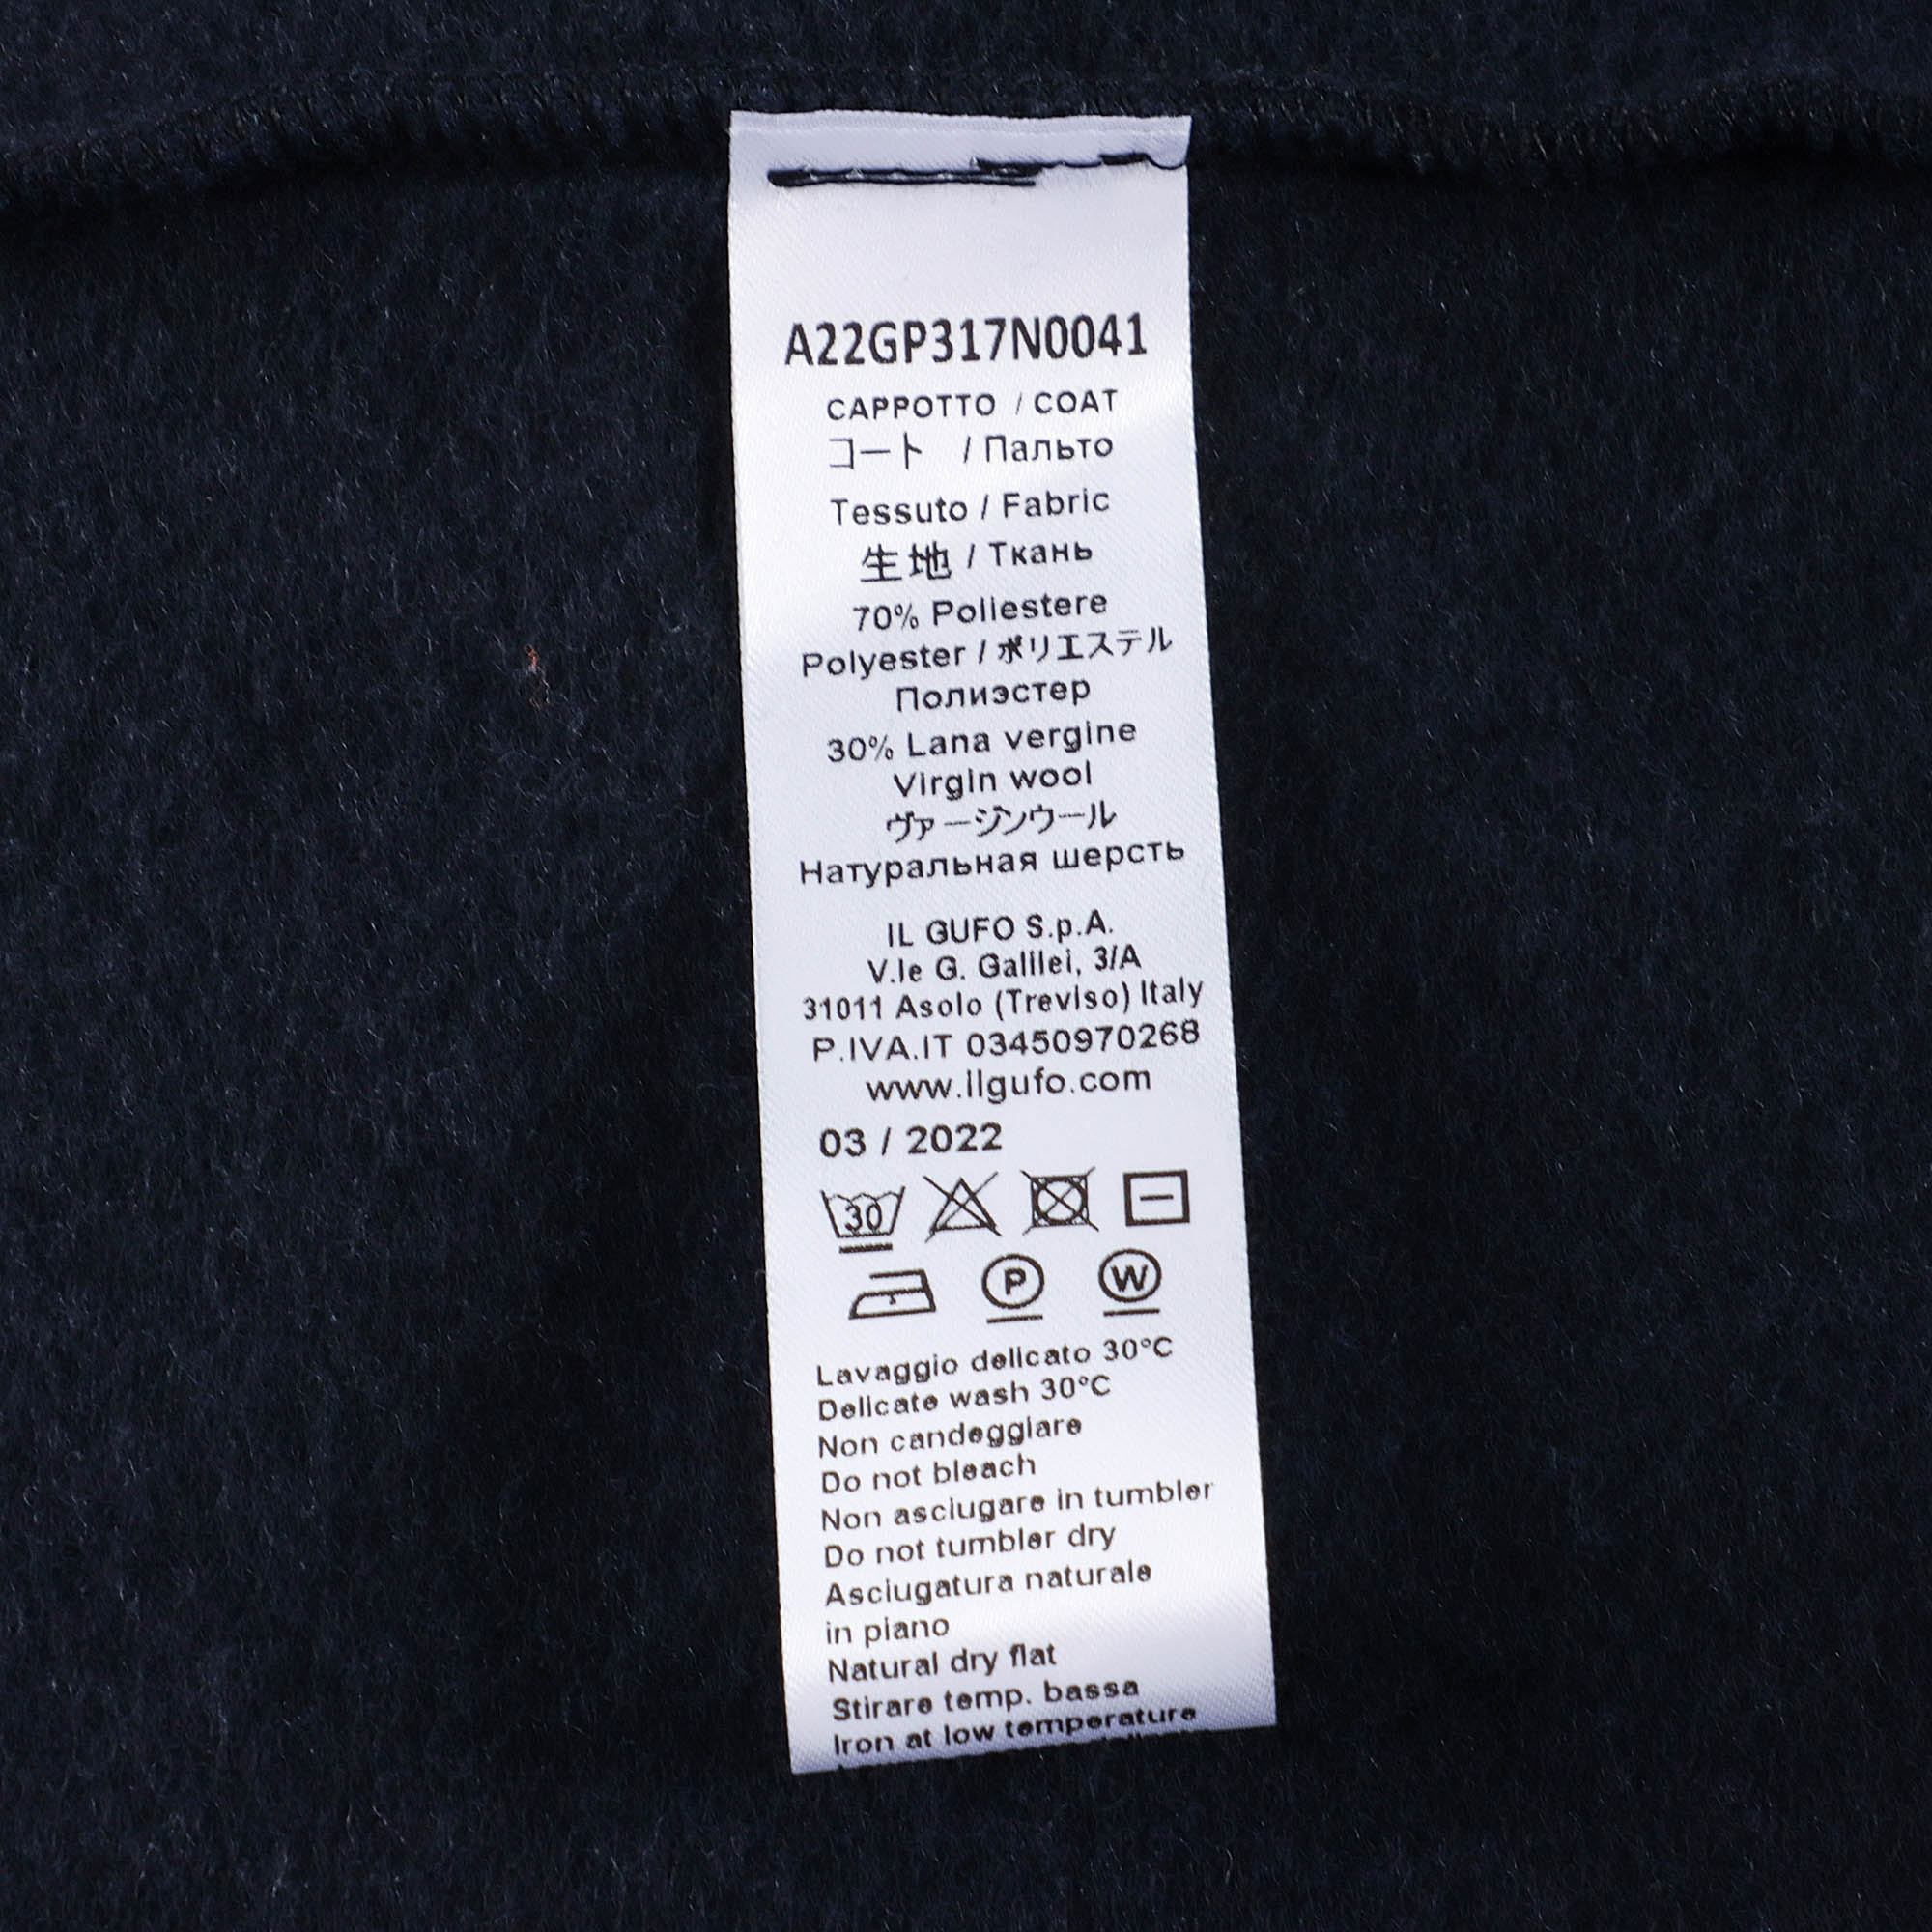 A22GP317N0041
CAPPOTTO / COAT
コート / Пальто
Tessuto / Fabric
生地 / Ткань
70% Poliestere
Polyester / ポリエステル
Полиэстер
30% Lana vergine
Virgin wool
ヴァージンウール
Натуральная шерсть
IL GUFO S.p.A.
V.le G. Galilei, 3/A
31011 Asolo (Treviso) Italy
P.IVA.IT 03450970268
www.ilgufo.com
03 / 2022
30
P W
Lavaggio delicato 30°C
Delicate wash 30°C
Non candeggiare
Do not bleach
Non asciugare in tumbler
Do not tumbler dry
Asciugatura naturale
in piano
Natural dry flat
Stirare temp. bassa
Iron at low temperature